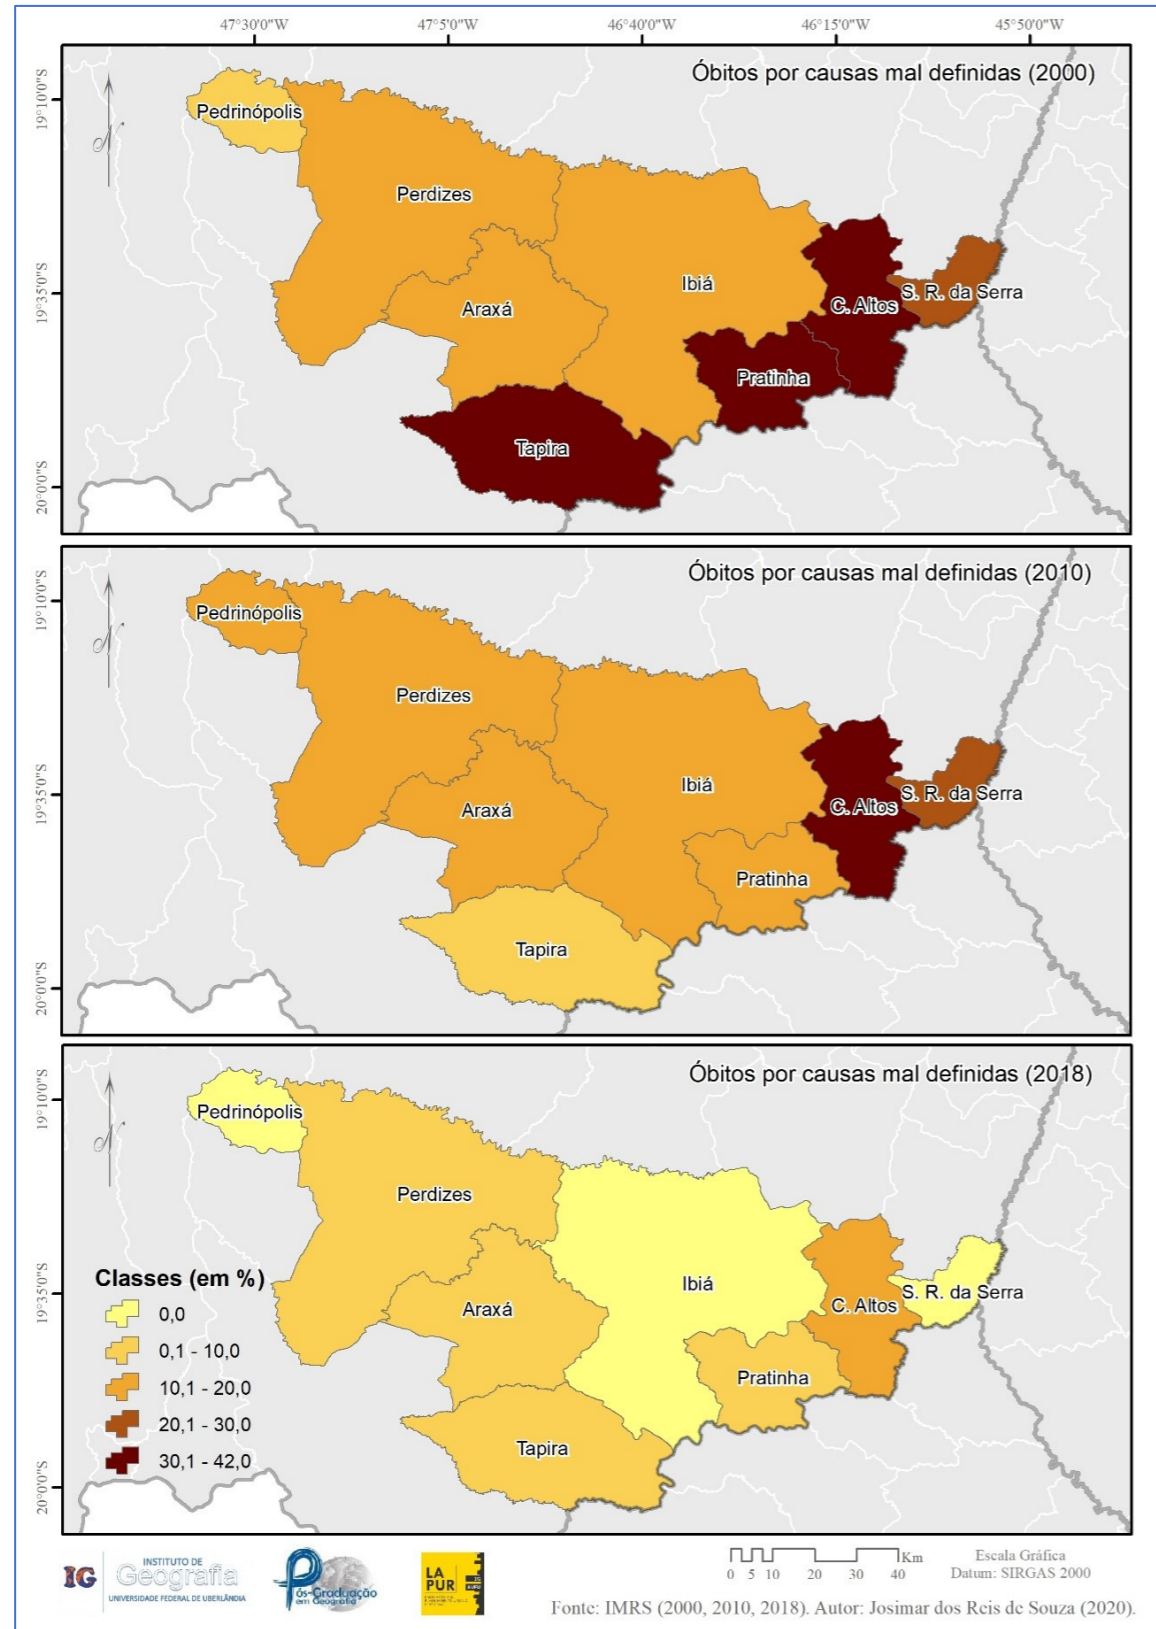 47°30'0"W 47°5'0"W 46°40'0"W 46°15'0"W 45°50'0"W
Óbitos por causas mal definidas (2000)
19°10'0"S
19°35'0"S
20°0'0"S
Pedrinópolis
Perdizes
Ibiá
Araxá
S. R. da Serra
C. Altos
Pratinha
Tapira
Óbitos por causas mal definidas (2010)
19°10'0"S
19°35'0"S
20°0'0"S
Pedrinópolis
Perdizes
Ibiá
S. R. da Serra
C. Altos
Araxá
Pratinha
Tapira
Óbitos por causas mal definidas (2018)
19°10'0"S
19°35'0"S
20°0'0"S
Pedrinópolis
Perdizes
Ibiá
S. R. da Serra
C. Altos
Araxá
Pratinha
Tapira
Classes (em %)
0,0
0,1 - 10,0
10,1 - 20,0
20,1 - 30,0
30,1 - 42,0
IG
INSTITUTO DE
Geografia
UNIVERSIDADE FEDERAL DE UBERLÂNDIA
Pós-Graduação
em Geografia
LA
PUR
Km
0 5 10 20 30 40
Escala Gráfica
Datum: SIRGAS 2000
Fonte: IMRS (2000, 2010, 2018). Autor: Josimar dos Reis de Souza (2020).